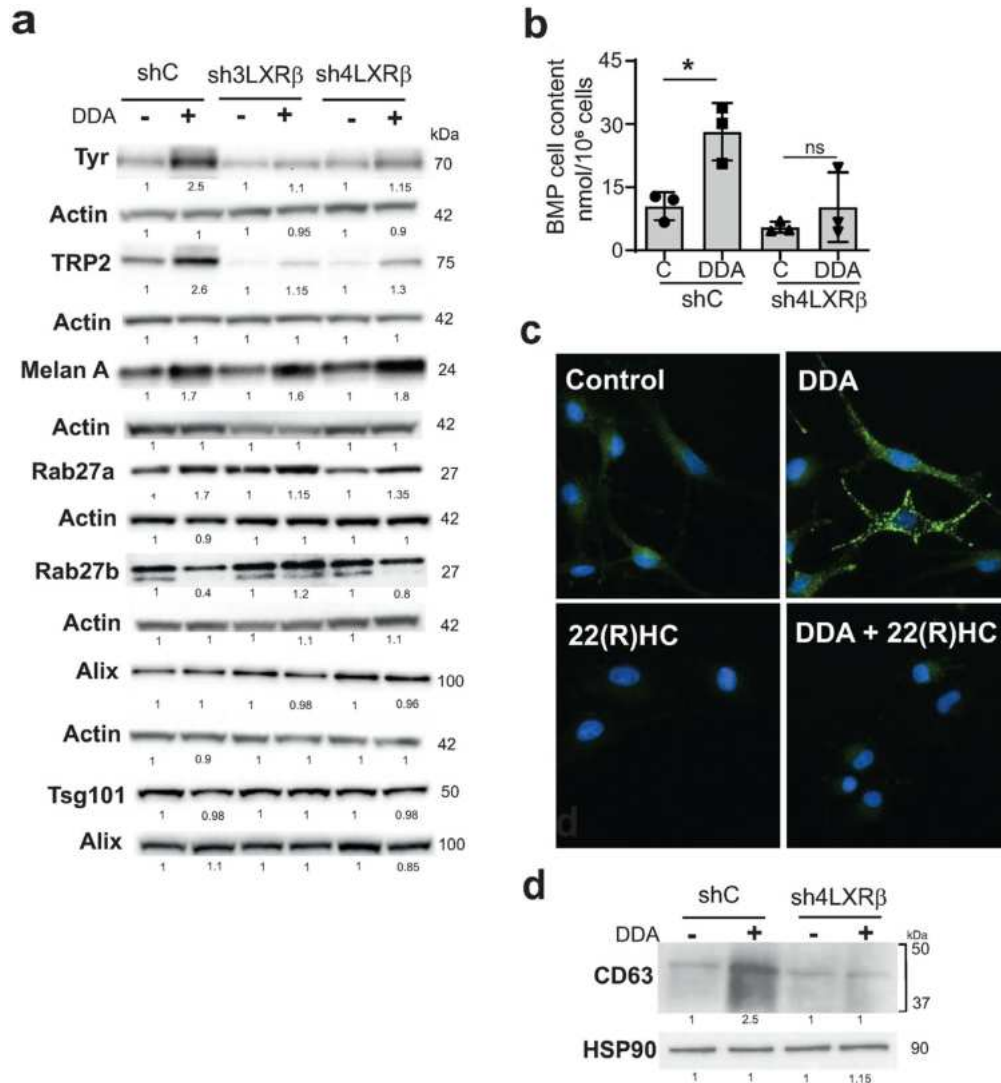 a
shC sh3LXRβ sh4LXRβ
DDA - + - + - +
kDa
Tyr 70
1 2.5 1 1.1 1 1.15
Actin 42
1 1 1 0.95 1 0.9
TRP2 75
1 2.6 1 1.15 1 1.3
Actin 42
1 1 1 1 1 1
Melan A 24
1 1.7 1 1.6 1 1.8
Actin 42
1 1 1 1 1 1
Rab27a 27
1 1.7 1 1.15 1 1.35
Actin 42
1 0.9 1 1 1 1
Rab27b 27
1 0.4 1 1.2 1 0.8
Actin 42
1 1 1 1.1 1 1.1
Alix 100
1 1 1 0.98 1 0.96
Actin 42
1 0.9 1 1 1 1
Tsg101 50
1 0.98 1 1 1 0.98
Alix 100
1 1.1 1 1 1 0.85
b
BMP cell content
nmol/10⁶ cells
45
30
15
0
*
ns
C DDA C DDA
shC sh4LXRβ
c
Control DDA
22(R)HC DDA + 22(R)HC
d
d
shC sh4LXRβ
DDA - + - +
kDa
50
CD63
37
1 2.5 1 1
HSP90 90
1 1 1 1.15